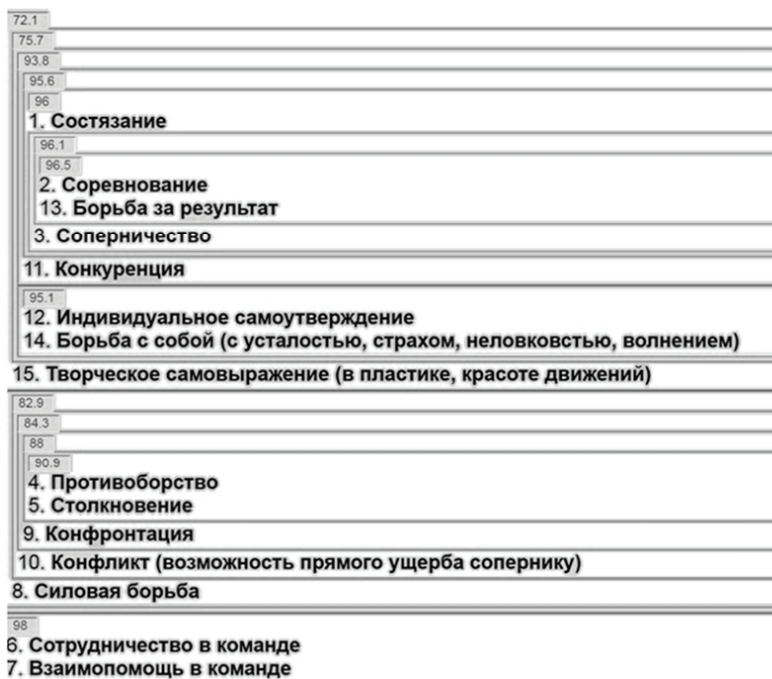 72.1
75.7
93.8
95.6
96
1. Состязание
96.1
96.5
2. Соревнование
13. Борьба за результат
3. Соперничество
11. Конкуренция
95.1
12. Индивидуальное самоутверждение
14. Борьба с собой (с усталостью, страхом, неловковстью, волнением)
15. Творческое самовыражение (в пластике, красоте движений)
82.9
84.3
88
90.9
4. Противоборство
5. Столкновение
9. Конфронтация
10. Конфликт (возможность прямого ущерба сопернику)
8. Силовая борьба
98
6. Сотрудничество в команде
7. Взаимопомощь в команде